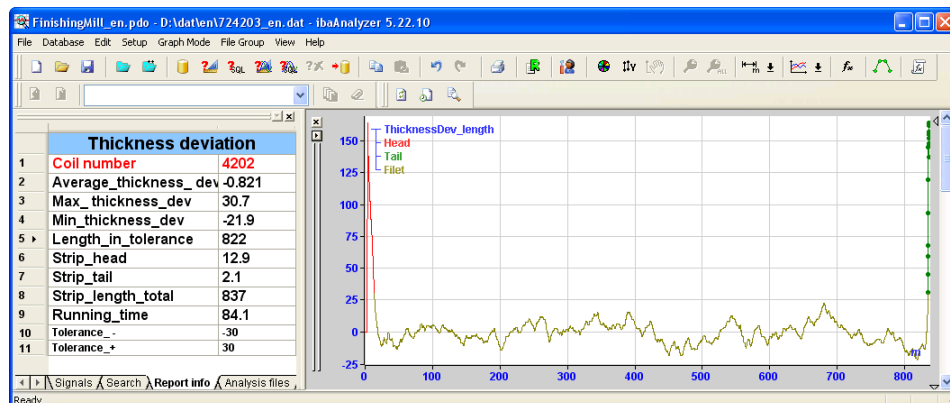 FinishingMill_en.pdo - D:\dat\en\724203_en.dat - ibaAnalyzer 5.22.10
File Database Edit Setup Graph Mode File Group View Help
Thickness deviation
1 Coil number 4202
2 Average_thickness_ dev -0.821
3 Max_ thickness_dev 30.7
4 Min_thickness_dev -21.9
5 Length_in_tolerance 822
6 Strip_head 12.9
7 Strip_tail 2.1
8 Strip_length_total 837
9 Running_time 84.1
10 Tolerance_- -30
11 Tolerance_+ 30
Signals Search Report info Analysis files
ThicknessDev_length
Head
Tail
Filet
150
125
100
75
50
25
0
-25
0 100 200 300 400 500 600 700 800
m
Ready